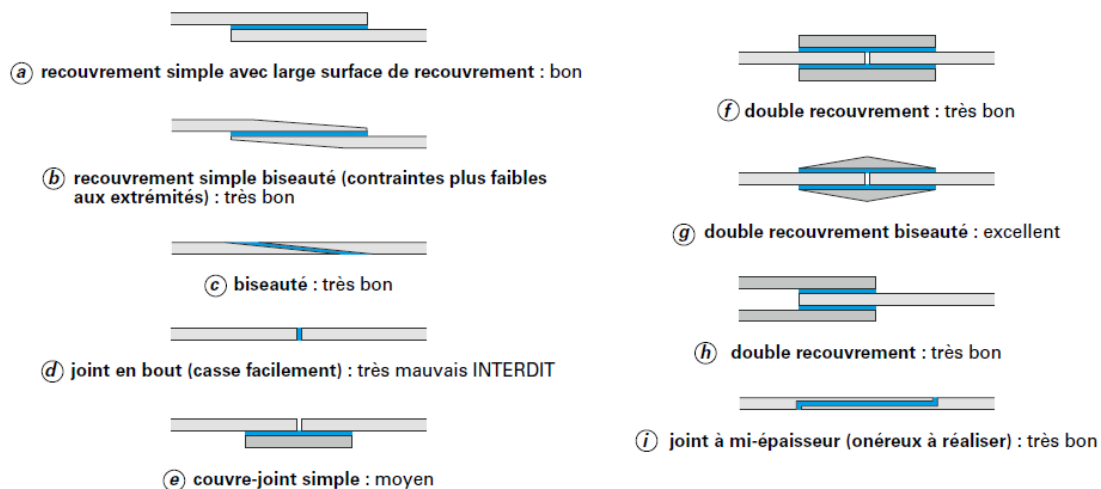 a recouvrement simple avec large surface de recouvrement : bon
b recouvrement simple biseauté (contraintes plus faibles
aux extrémités) : très bon
c biseauté : très bon
d joint en bout (casse facilement) : très mauvais INTERDIT
e couvre-joint simple : moyen
f double recouvrement : très bon
g double recouvrement biseauté : excellent
h double recouvrement : très bon
i joint à mi-épaisseur (onéreux à réaliser) : très bon